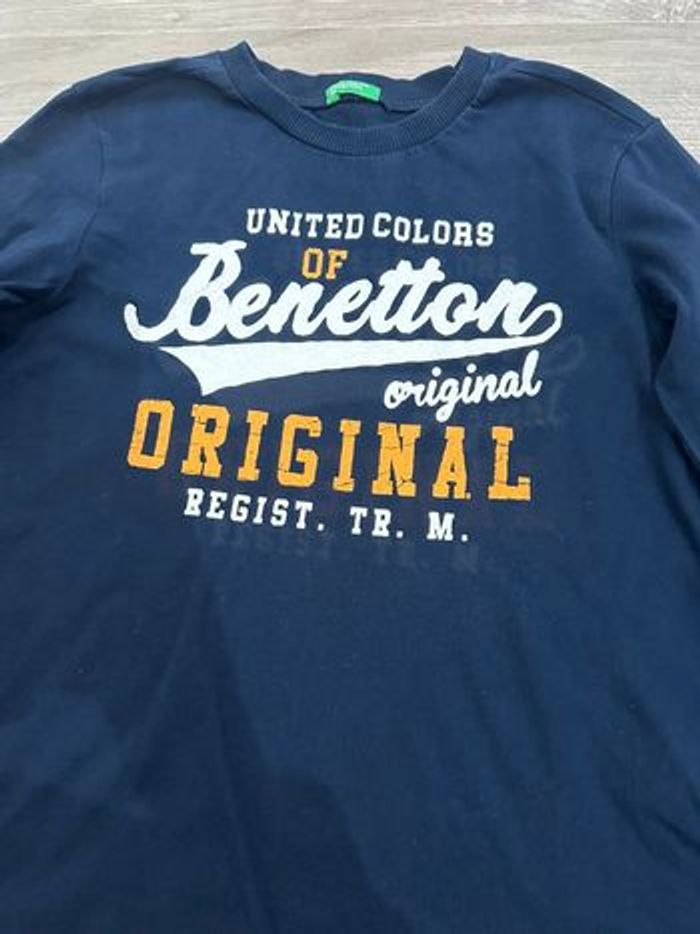 UNITED COLORS
OF
Benetton
original
ORIGINAL
REGIST. TR. M.